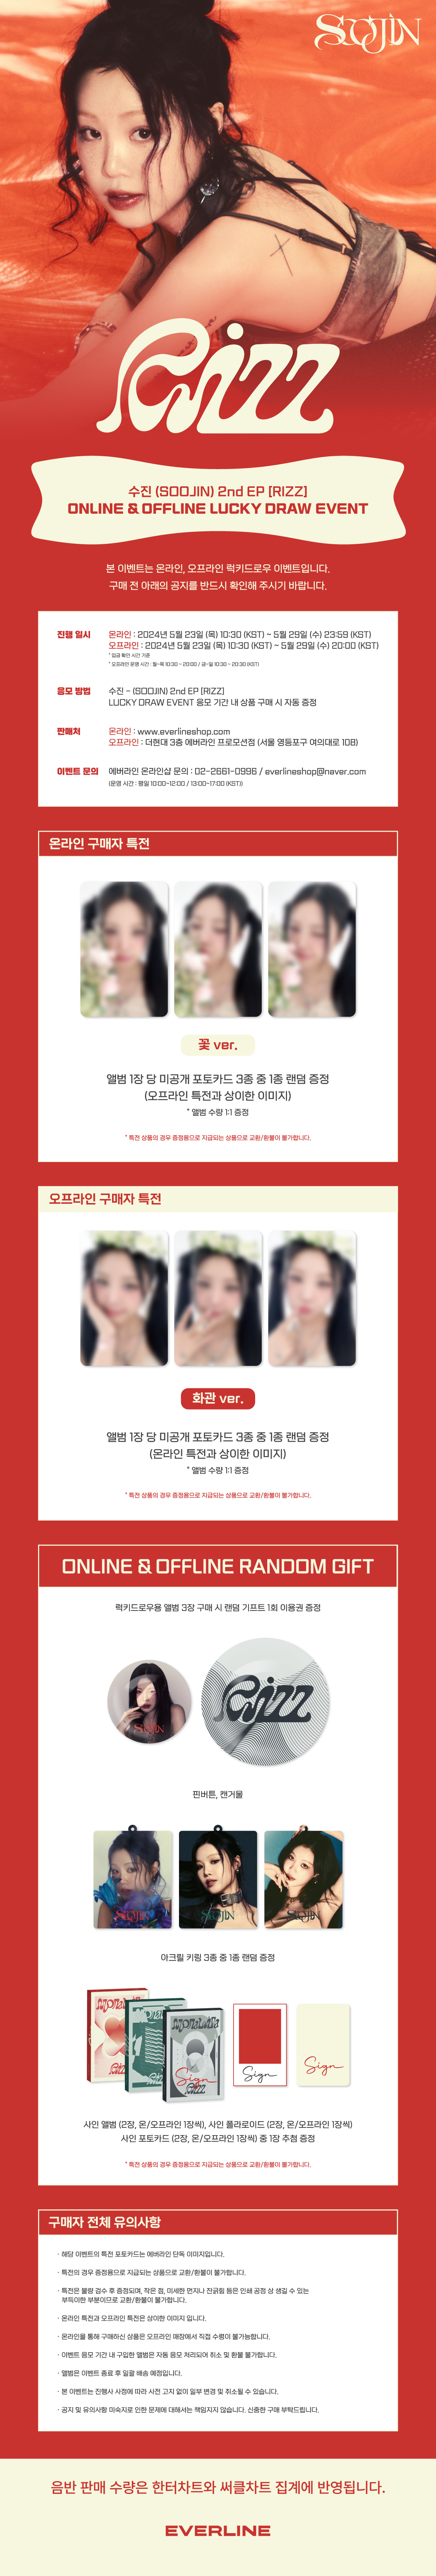 SOOJIN
Rizz
수진 (SOOJIN) 2nd EP [RIZZ]
ONLINE & OFFLINE LUCKY DRAW EVENT
본 이벤트는 온라인, 오프라인 럭키드로우 이벤트입니다.
구매 전 아래의 공지를 반드시 확인해 주시기 바랍니다.
진행 일시
온라인 : 2024년 5월 23일 (목) 10:30 (KST) ~ 5월 29일 (수) 23:59 (KST)
오프라인 : 2024년 5월 23일 (목) 10:30 (KST) ~ 5월 29일 (수) 20:00 (KST)
* 입금 확인 시간 기준
* 오프라인 운영 시간 : 월~목 10:30 ~ 20:00 / 금~일 10:30 ~ 20:30 (KST)
응모 방법
수진 - (SOOJIN) 2nd EP [RIZZ]
LUCKY DRAW EVENT 응모 기간 내 상품 구매 시 자동 응모
판매처
온라인 : www.everlineshop.com
오프라인 : 더현대 3층 에버라인 프로모션점 (서울 영등포구 여의대로 108)
이벤트 문의
에버라인 온라인샵 문의 : 02-2661-0996 / everlineshop@naver.com
(운영 시간 : 평일 10:00~12:00 / 13:00~17:00 (KST))
온라인 구매자 특전
꽃 ver.
앨범 1장 당 미공개 포토카드 3종 중 1종 랜덤 증정
(오프라인 특전과 상이한 이미지)
* 앨범 수량 1:1 증정
* 특전 상품의 경우 증정용으로 지급되는 상품으로 교환/환불이 불가합니다.
오프라인 구매자 특전
화관 ver.
앨범 1장 당 미공개 포토카드 3종 중 1종 랜덤 증정
(온라인 특전과 상이한 이미지)
* 앨범 수량 1:1 증정
* 특전 상품의 경우 증정용으로 지급되는 상품으로 교환/환불이 불가합니다.
ONLINE & OFFLINE RANDOM GIFT
럭키드로우용 앨범 3장 구매 시 랜덤 기프트 1회 이용권 증정
SOOJIN
Rizz
핀버튼, 캔거울
SOOJIN
SOOJIN
SOOJIN
아크릴 키링 3종 중 1종 랜덤 증정
Rizz
Rizz
Sign
Rizz
Sign
Sign
사인 앨범 (2장, 온/오프라인 1장씩), 사인 폴라로이드 (2장, 온/오프라인 1장씩)
사인 포토카드 (2장, 온/오프라인 1장씩) 중 1장 추첨 증정
* 특전 상품의 경우 증정용으로 지급되는 상품으로 교환/환불이 불가합니다.
구매자 전체 유의사항
· 해당 이벤트의 특전 포토카드는 에버라인 단독 이미지입니다.
· 특전의 경우 증정용으로 지급되는 상품으로 교환/환불이 불가합니다.
· 특전은 불량 검수 후 증정되며, 작은 점, 미세한 먼지나 잔긁힘 등은 인쇄 공정 상 생길 수 있는
부득이한 부분이므로 교환/환불이 불가합니다.
· 온라인 특전과 오프라인 특전은 상이한 이미지 입니다.
· 온라인을 통해 구매하신 상품은 오프라인 매장에서 직접 수령이 불가능합니다.
· 이벤트 응모 기간 내 구입한 앨범은 자동 응모 처리되어 취소 및 환불 불가합니다.
· 앨범은 이벤트 종료 후 일괄 배송 예정입니다.
· 본 이벤트는 진행사 사정에 따라 사전 고지 없이 일부 변경 및 취소될 수 있습니다.
· 공지 및 유의사항 미숙지로 인한 문제에 대해서는 책임지지 않습니다. 신중한 구매 부탁드립니다.
음반 판매 수량은 한터차트와 써클차트 집계에 반영됩니다.
EVERLINE